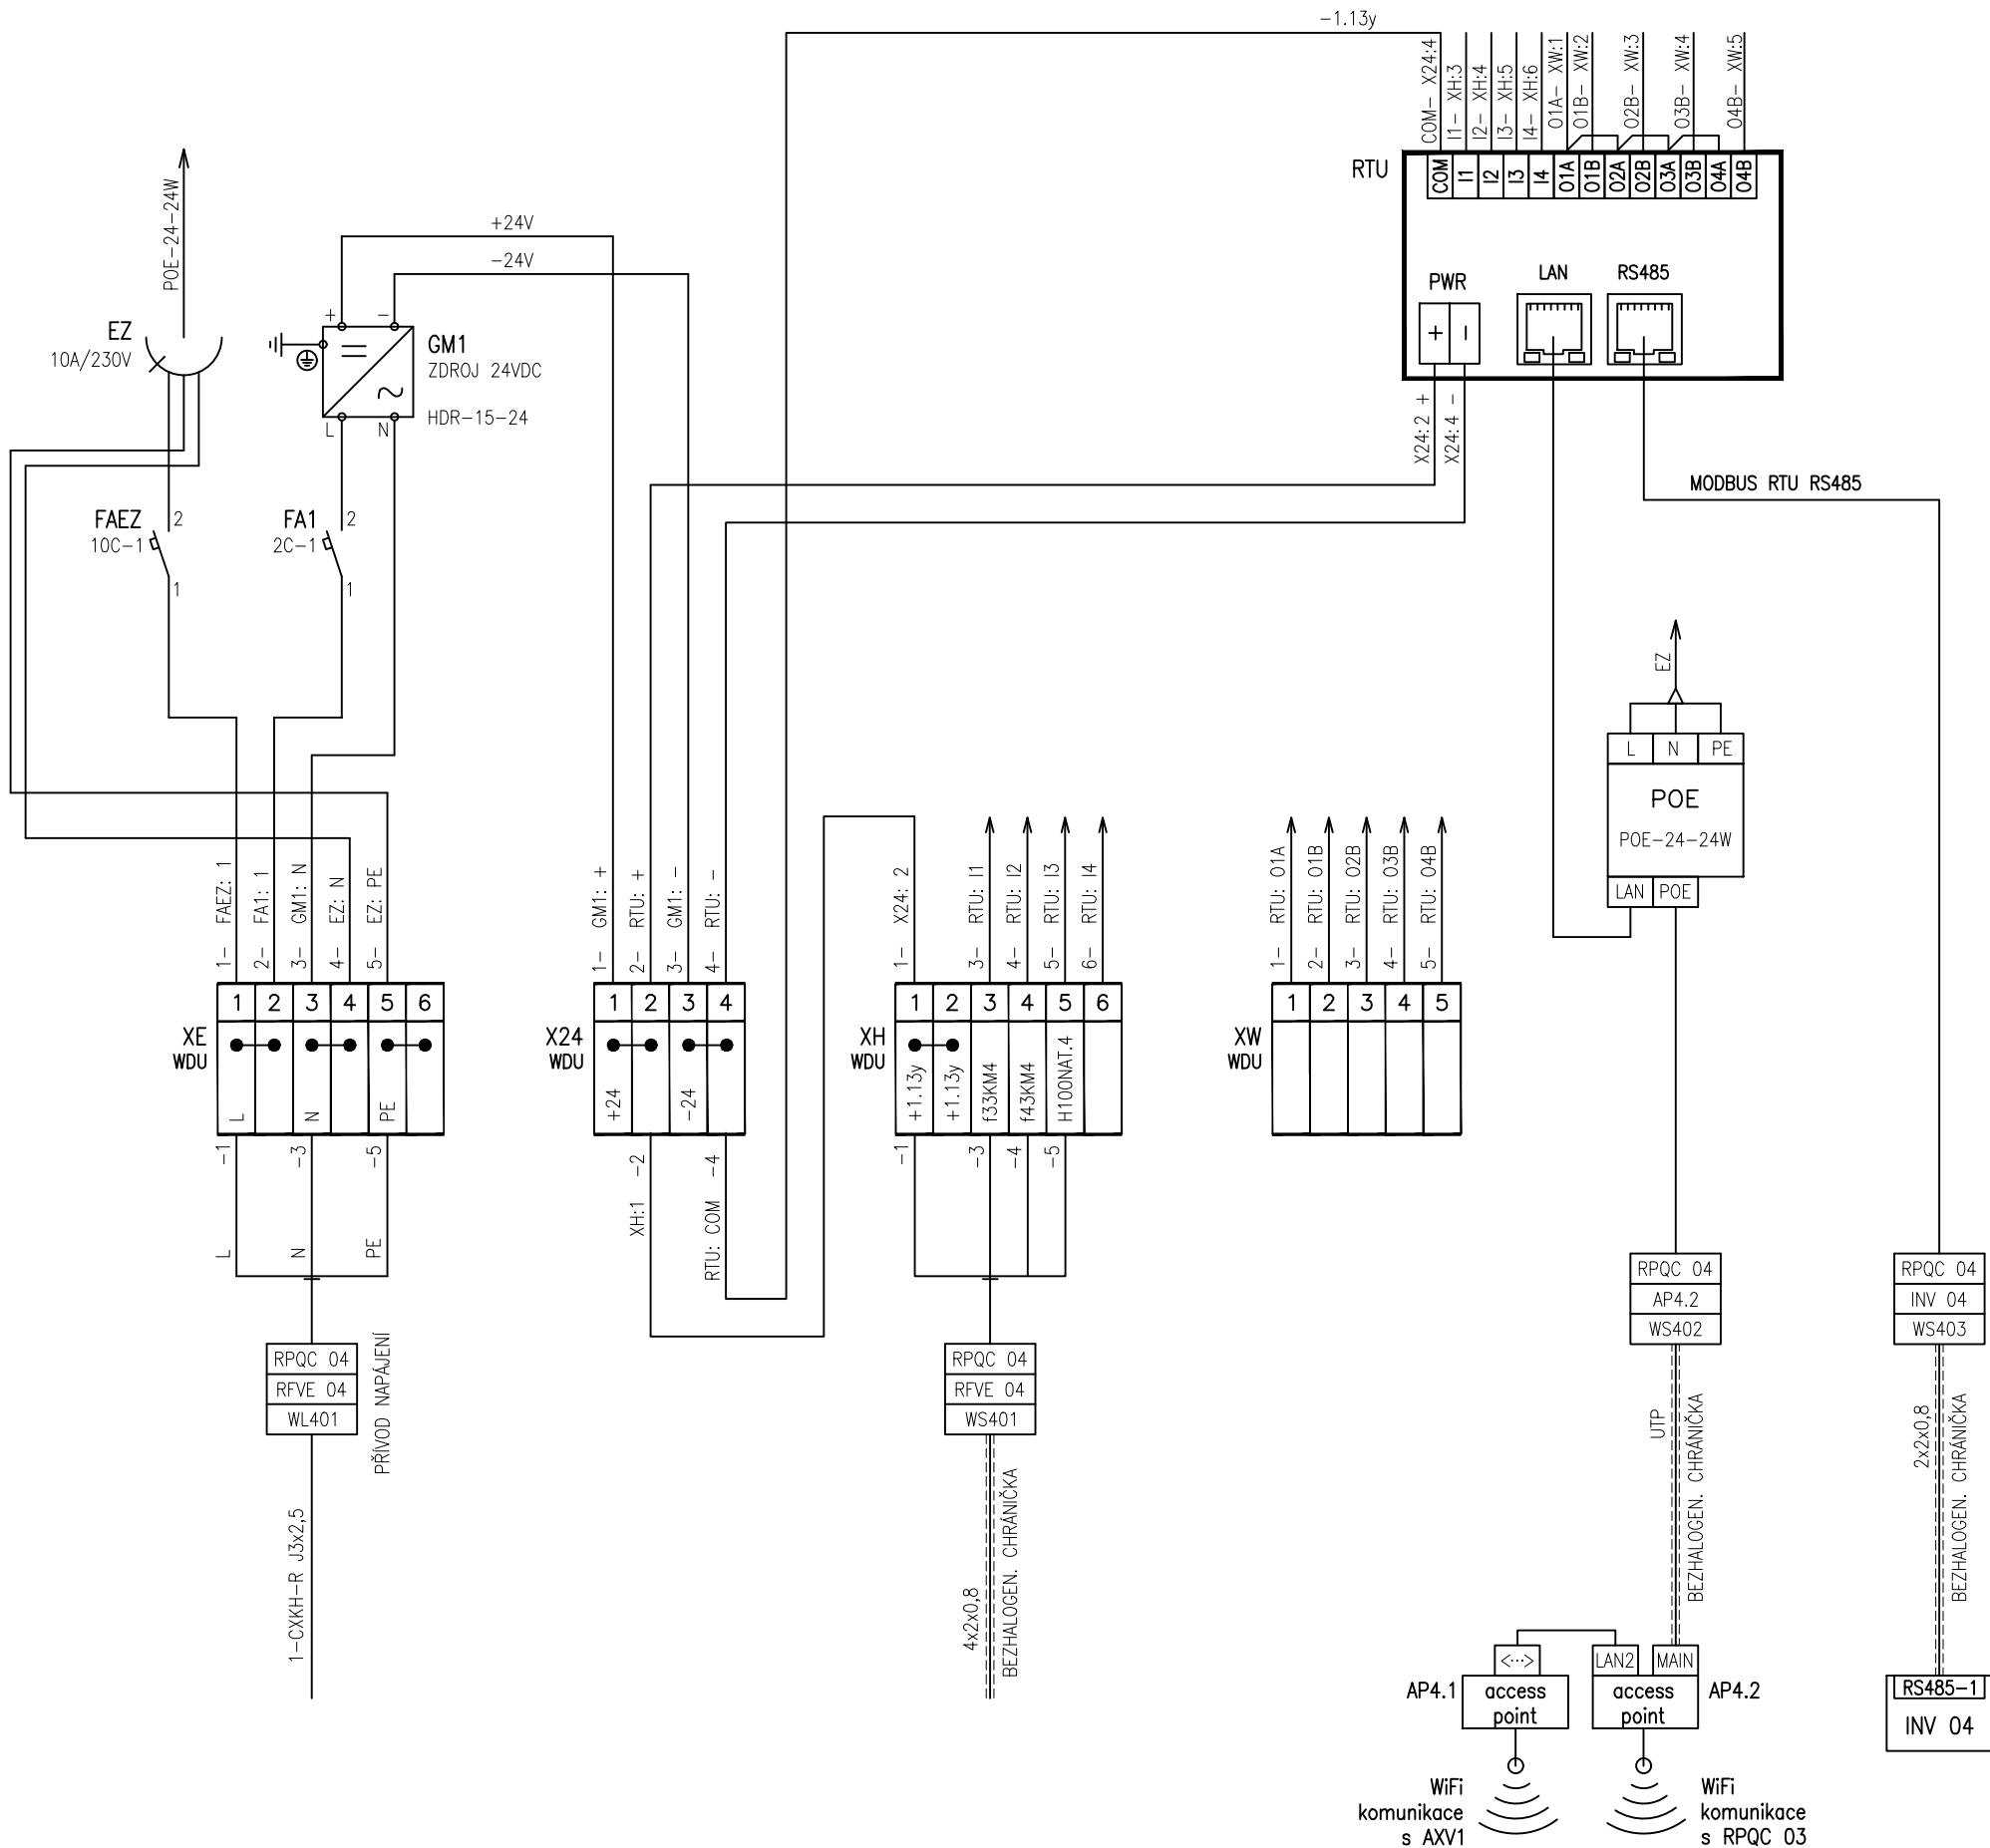 -1.13y
COM- X24:4
I1- XH:3
I2- XH:4
I3- XH:5
I4- XH:6
O1A- XW:1
O1B- XW:2
O2B- XW:3
O3B- XW:4
O4B- XW:5
RTU
COM I1 I2 I3 I4 O1A O1B O2A O2B O3A O3B O4A O4B
PWR
LAN
RS485
+ -
X24:2 +
X24:4 -
MODBUS RTU RS485
POE-24-24W
EZ
10A/230V
+24V
-24V
+ -
GM1
ZDROJ 24VDC
HDR-15-24
L N
FAEZ
10C-1
2
1
FA1
2C-1
2
1
EZ
L N PE
POE
POE-24-24W
LAN POE
1- FAEZ: 1
2- FA1: 1
3- GM1: N
4- EZ: N
5- EZ: PE
1 2 3 4 5 6
XE
WDU
L
N
PE
-1
-3
-5
L
N
PE
1- GM1: +
2- RTU: +
3- GM1: -
4- RTU: -
1 2 3 4
X24
WDU
+24
-24
-2
XH:1
-4
RTU: COM
1- X24: 2
3- RTU: I1
4- RTU: I2
5- RTU: I3
6- RTU: I4
1 2 3 4 5 6
XH
WDU
+1.13y
+1.13y
f33KM4
f43KM4
H100NAT.4
-1
-3
-4
-5
1- RTU: O1A
2- RTU: O1B
3- RTU: O2B
4- RTU: O3B
5- RTU: O4B
1 2 3 4 5
XW
WDU
RPQC 04
RFVE 04
WL401
PŘÍVOD NAPÁJENÍ
1-CXKH-R J3x2,5
RPQC 04
RFVE 04
WS401
4x2x0,8
BEZHALOGEN. CHRÁNIČKA
RPQC 04
AP4.2
WS402
UTP
BEZHALOGEN. CHRÁNIČKA
RPQC 04
INV 04
WS403
2x2x0,8
BEZHALOGEN. CHRÁNIČKA
<...>
LAN2 MAIN
AP4.1
access
point
access
point
AP4.2
RS485-1
INV 04
WiFi
komunikace
s AXV1
WiFi
komunikace
s RPQC 03